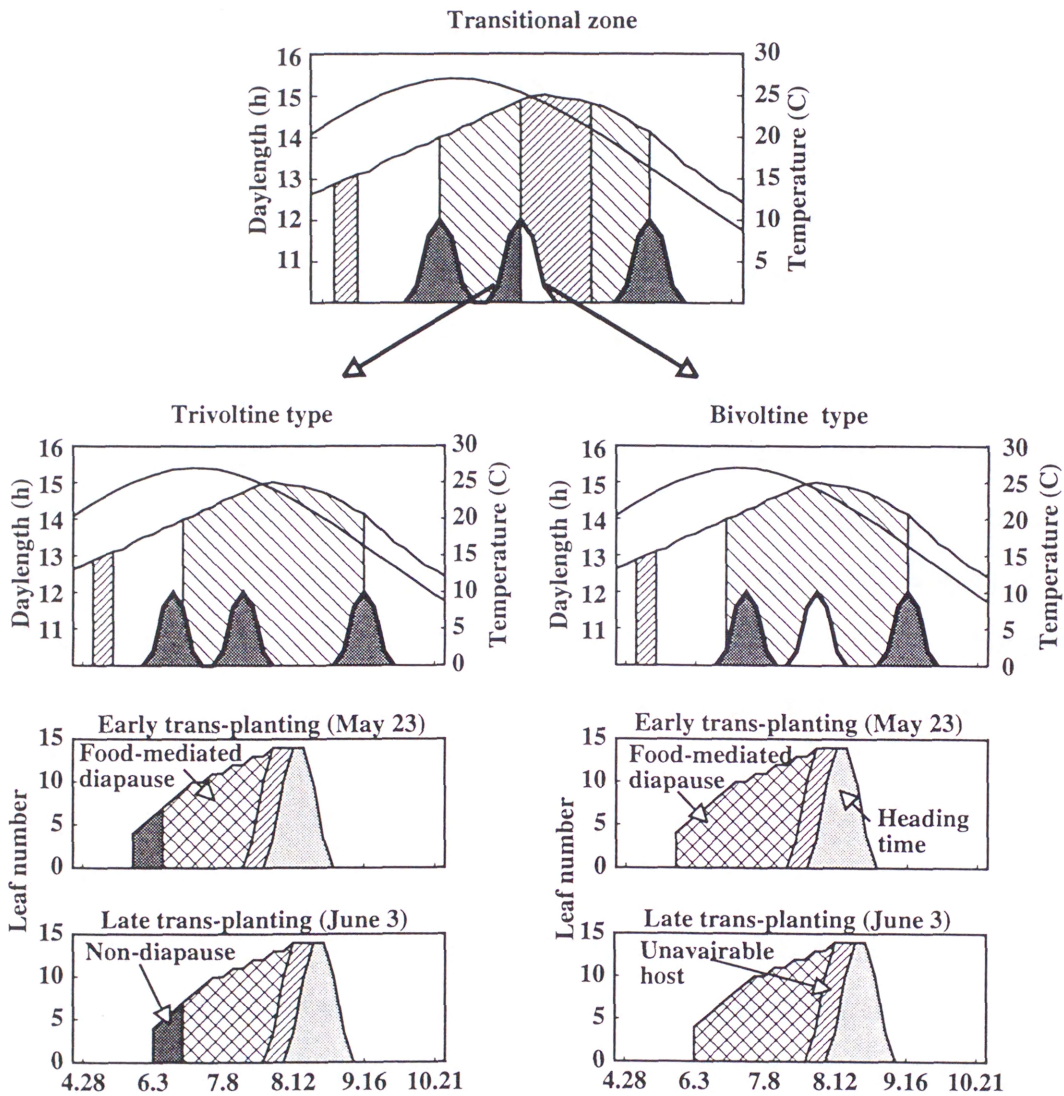 Transitional zone
Daylength (h)
16
15
14
13
12
11
30
25
20
15
10
5
Temperature (C)
Trivoltine type
Daylength (h)
16
15
14
13
12
11
30
25
20
15
10
5
0
Temperature (C)
Bivoltine type
Daylength (h)
16
15
14
13
12
11
30
25
20
15
10
5
0
Temperature (C)
Early trans-planting (May 23)
15
10
5
0
Food-mediated
diapause
Early trans-planting (May 23)
15
10
5
0
Food-mediated
diapause
Heading
time
Leaf number
Leaf number
Late trans-planting (June 3)
15
10
5
0
Non-diapause
4.28 6.3 7.8 8.12 9.16 10.21
Late trans-planting (June 3)
15
10
5
0
Unavairable
host
4.28 6.3 7.8 8.12 9.16 10.21